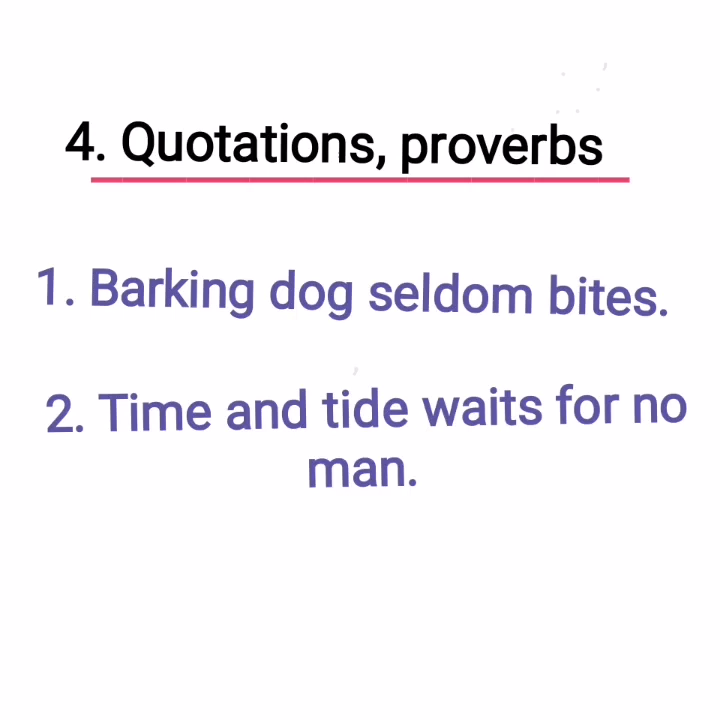 4. Quotations, proverbs
1. Barking dog seldom bites.
2. Time and tide waits for no
man.